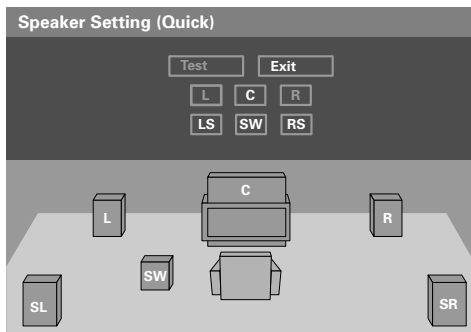 Speaker Setting (Quick)
Test Exit
L C R
LS SW RS
C
L R
SW
SL SR